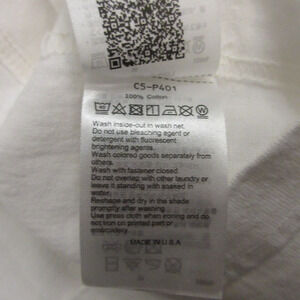 C5-P401
100% Cotton
Wash inside-out in wash net.
Do not use bleaching agent or
detergent with fluorescent
brightening agents.
Wash colored goods separately from
others.
Wash with fastener closed.
Do not overlap with other laundry or
leave it standing with soaked in
water.
Reshape and dry in the shade
promptly after washing.
Use press cloth when ironing and do
not iron on printed part or
embroidery.
MADE IN U.S.A